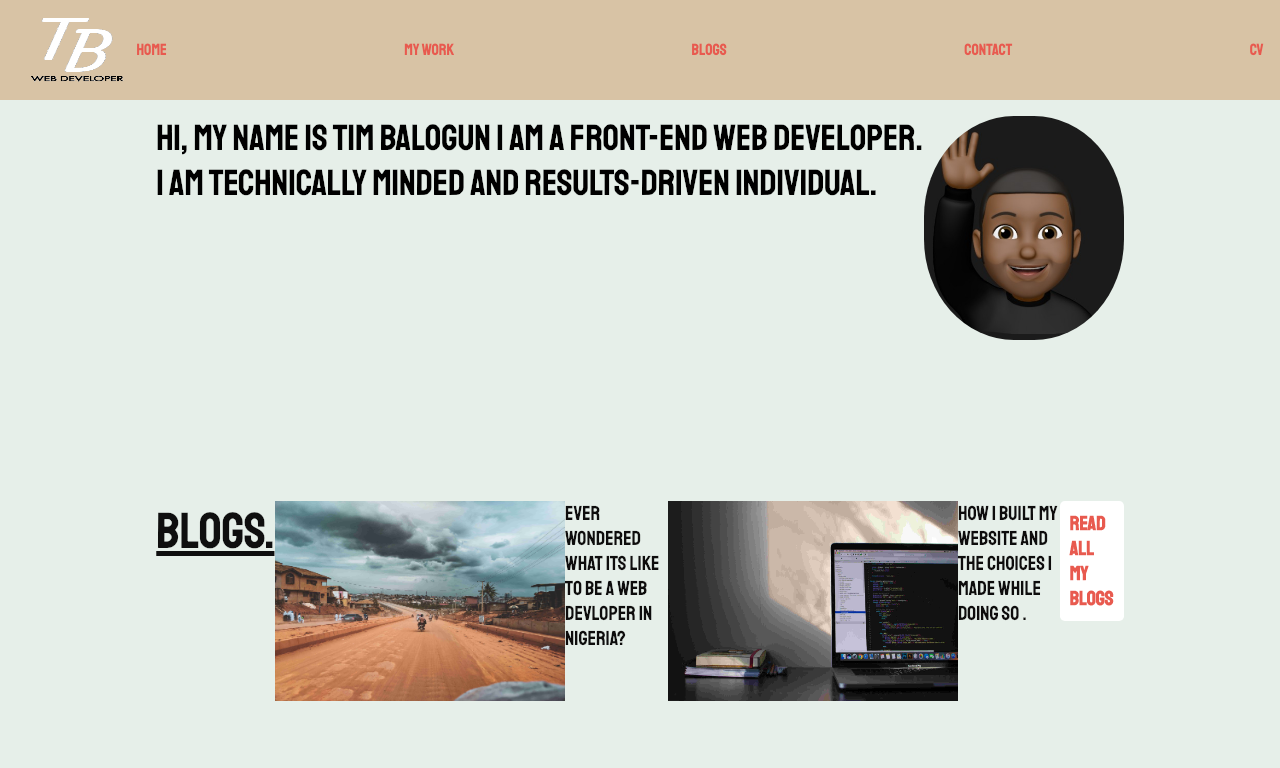 TB
WEB DEVELOPER
HOME
MY WORK
BLOGS
CONTACT
CV
HI, MY NAME IS TIM BALOGUN I AM A FRONT-END WEB DEVELOPER.
I AM TECHNICALLY MINDED AND RESULTS-DRIVEN INDIVIDUAL.
BLOGS.
EVER
WONDERED
WHAT ITS LIKE
TO BE A WEB
DEVLOPER IN
NIGERIA?
HOW I BUILT MY
WEBSITE AND
THE CHOICES I
MADE WHILE
DOING SO .
READ
ALL
MY
BLOGS